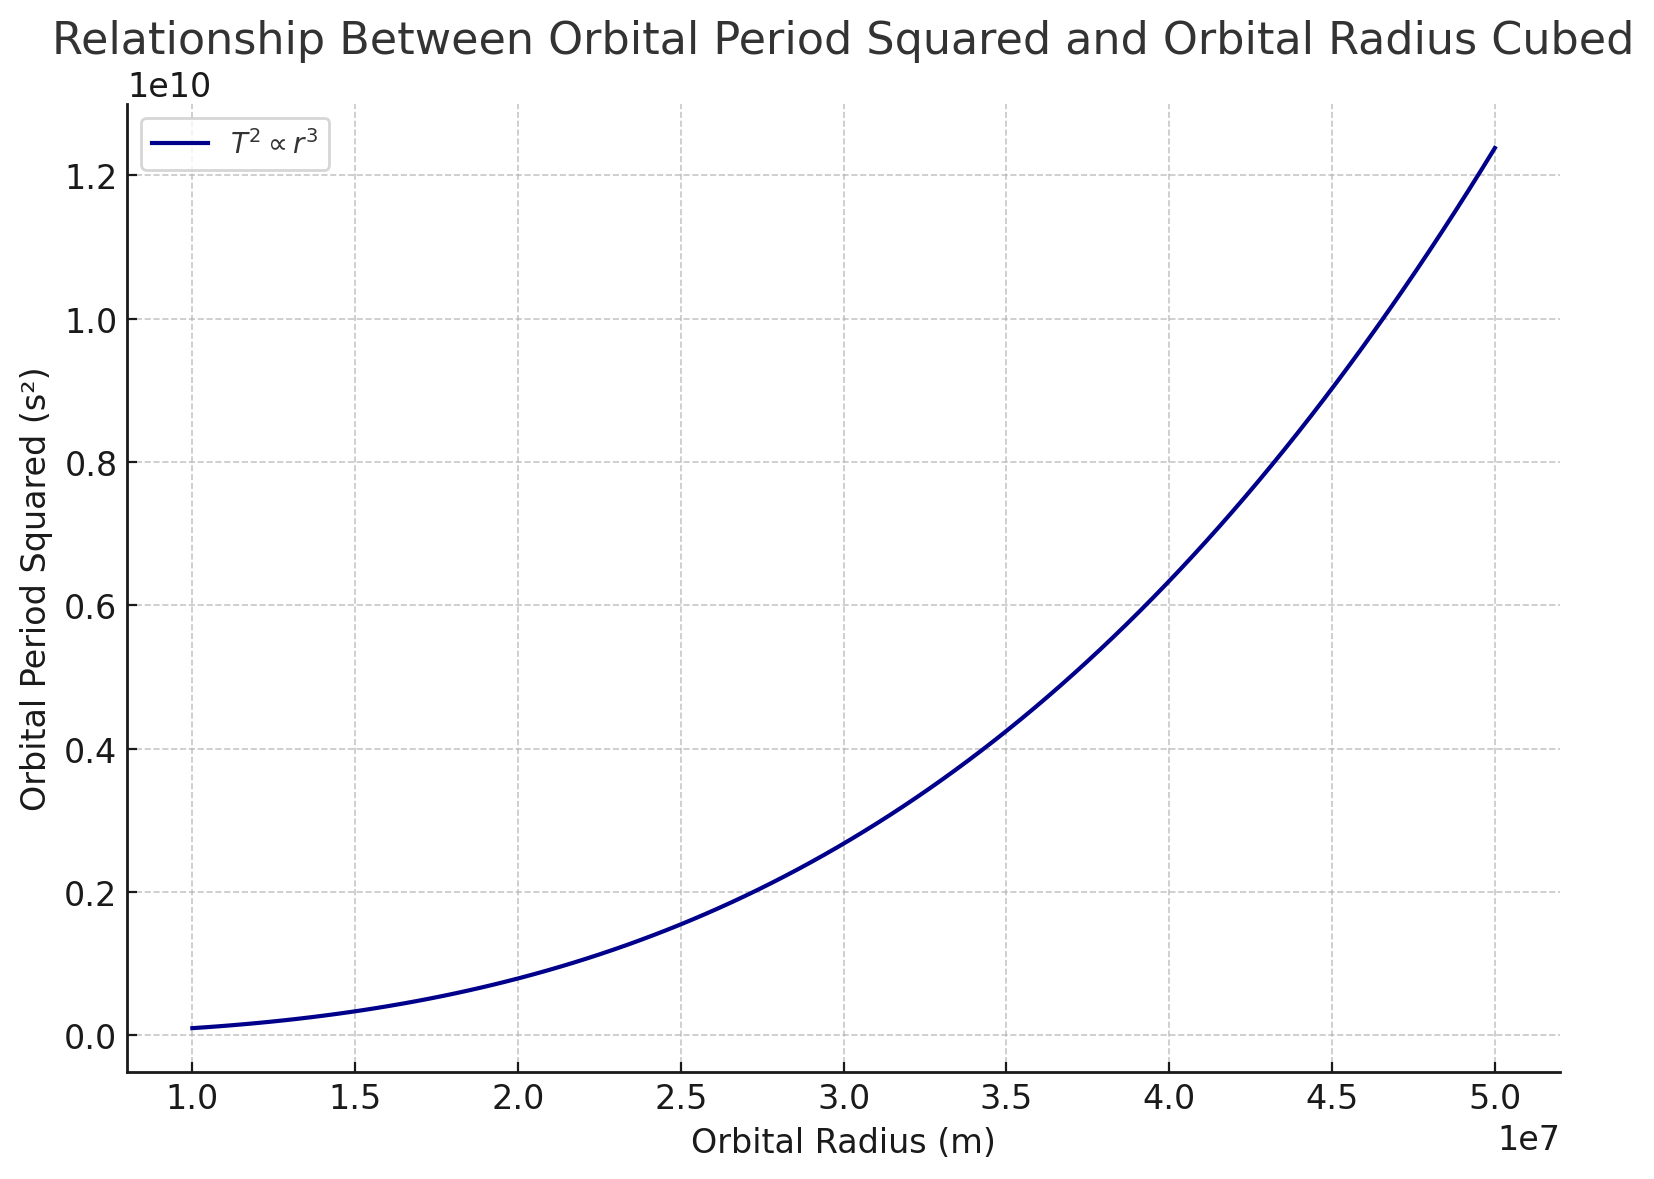 Relationship Between Orbital Period Squared and Orbital Radius Cubed
1e10
T² ∝ r³
1.2
1.0
0.8
0.6
0.4
0.2
0.0
Orbital Period Squared (s²)
1.0 1.5 2.0 2.5 3.0 3.5 4.0 4.5 5.0
1e7
Orbital Radius (m)